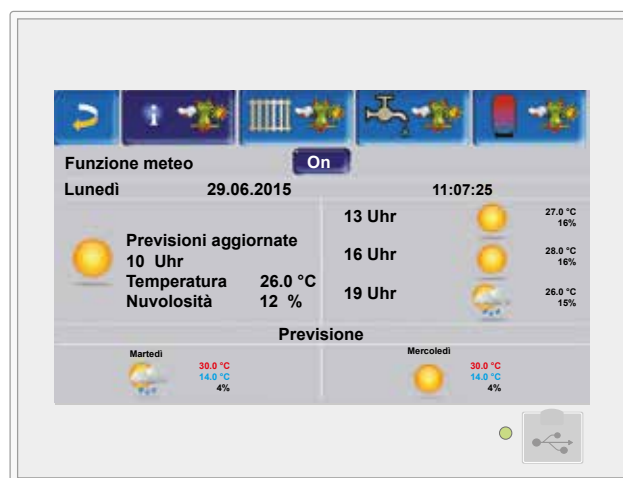 i
Funzione meteo On
Lunedì 29.06.2015 11:07:25
Previsioni aggiornate
10 Uhr
Temperatura 26.0 °C
Nuvolosità 12 %
13 Uhr 27.0 °C
16%
16 Uhr 28.0 °C
16%
19 Uhr 26.0 °C
15%
Previsione
Martedì
30.0 °C
14.0 °C
4%
Mercoledì
30.0 °C
14.0 °C
4%